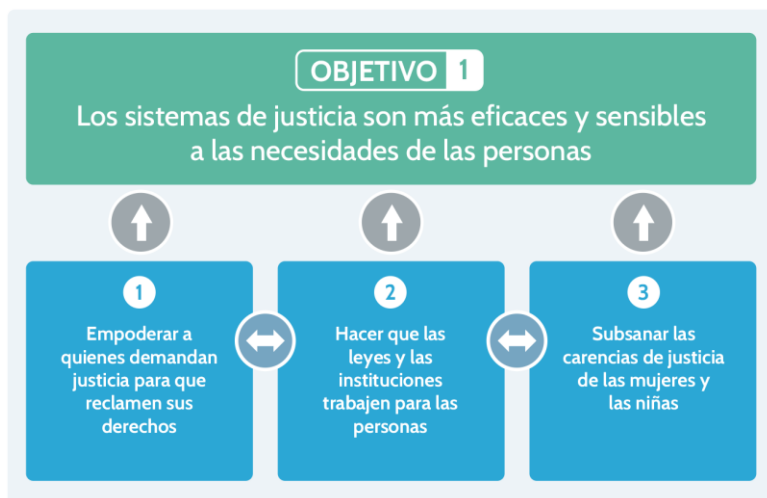 OBJETIVO 1
Los sistemas de justicia son más eficaces y sensibles
a las necesidades de las personas
1
Empoderar a
quienes demandan
justicia para que
reclamen sus
derechos
2
Hacer que las
leyes y las
instituciones
trabajen para las
personas
3
Subsanar las
carencias de justicia
de las mujeres y
las niñas